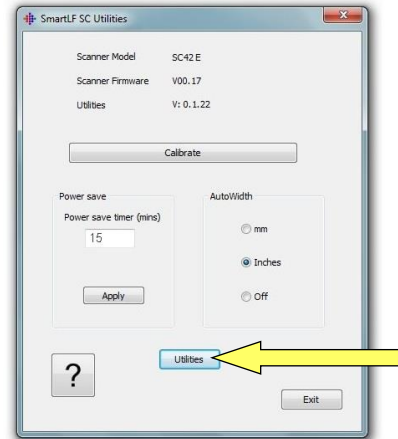 SmartLF SC Utilities
Scanner Model SC42 E
Scanner Firmware V00.17
Utilities V: 0.1.22
Calibrate
Power save
Power save timer (mins)
15
Apply
AutoWidth
mm
Inches
Off
Utilities
?
Exit